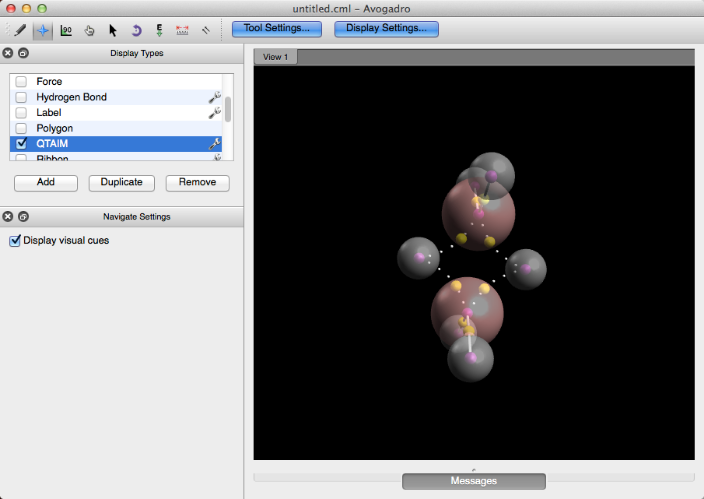 untitled.cml - Avogadro
90
E
Tool Settings...
Display Settings...
Display Types
View 1
Force
Hydrogen Bond
Label
Polygon
QTAIM
Ribbon
Add
Duplicate
Remove
Navigate Settings
Display visual cues
Messages